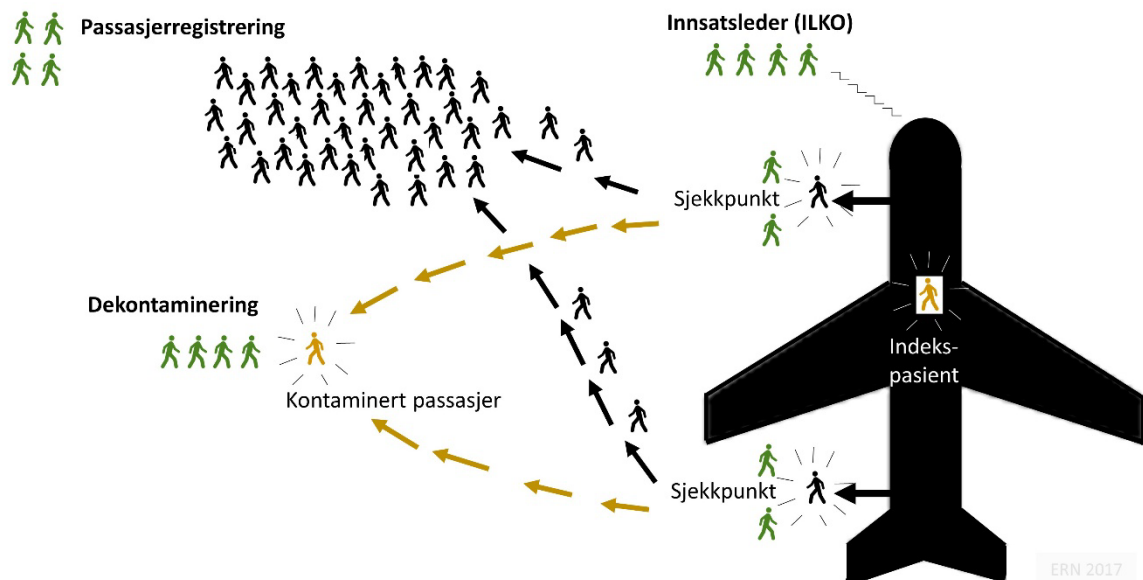 Passasjerregistrering
Innsatsleder (ILKO)
Sjekkpunkt
Dekontaminering
Indeks-
pasient
Kontaminert passasjer
Sjekkpunkt
ERN 2017